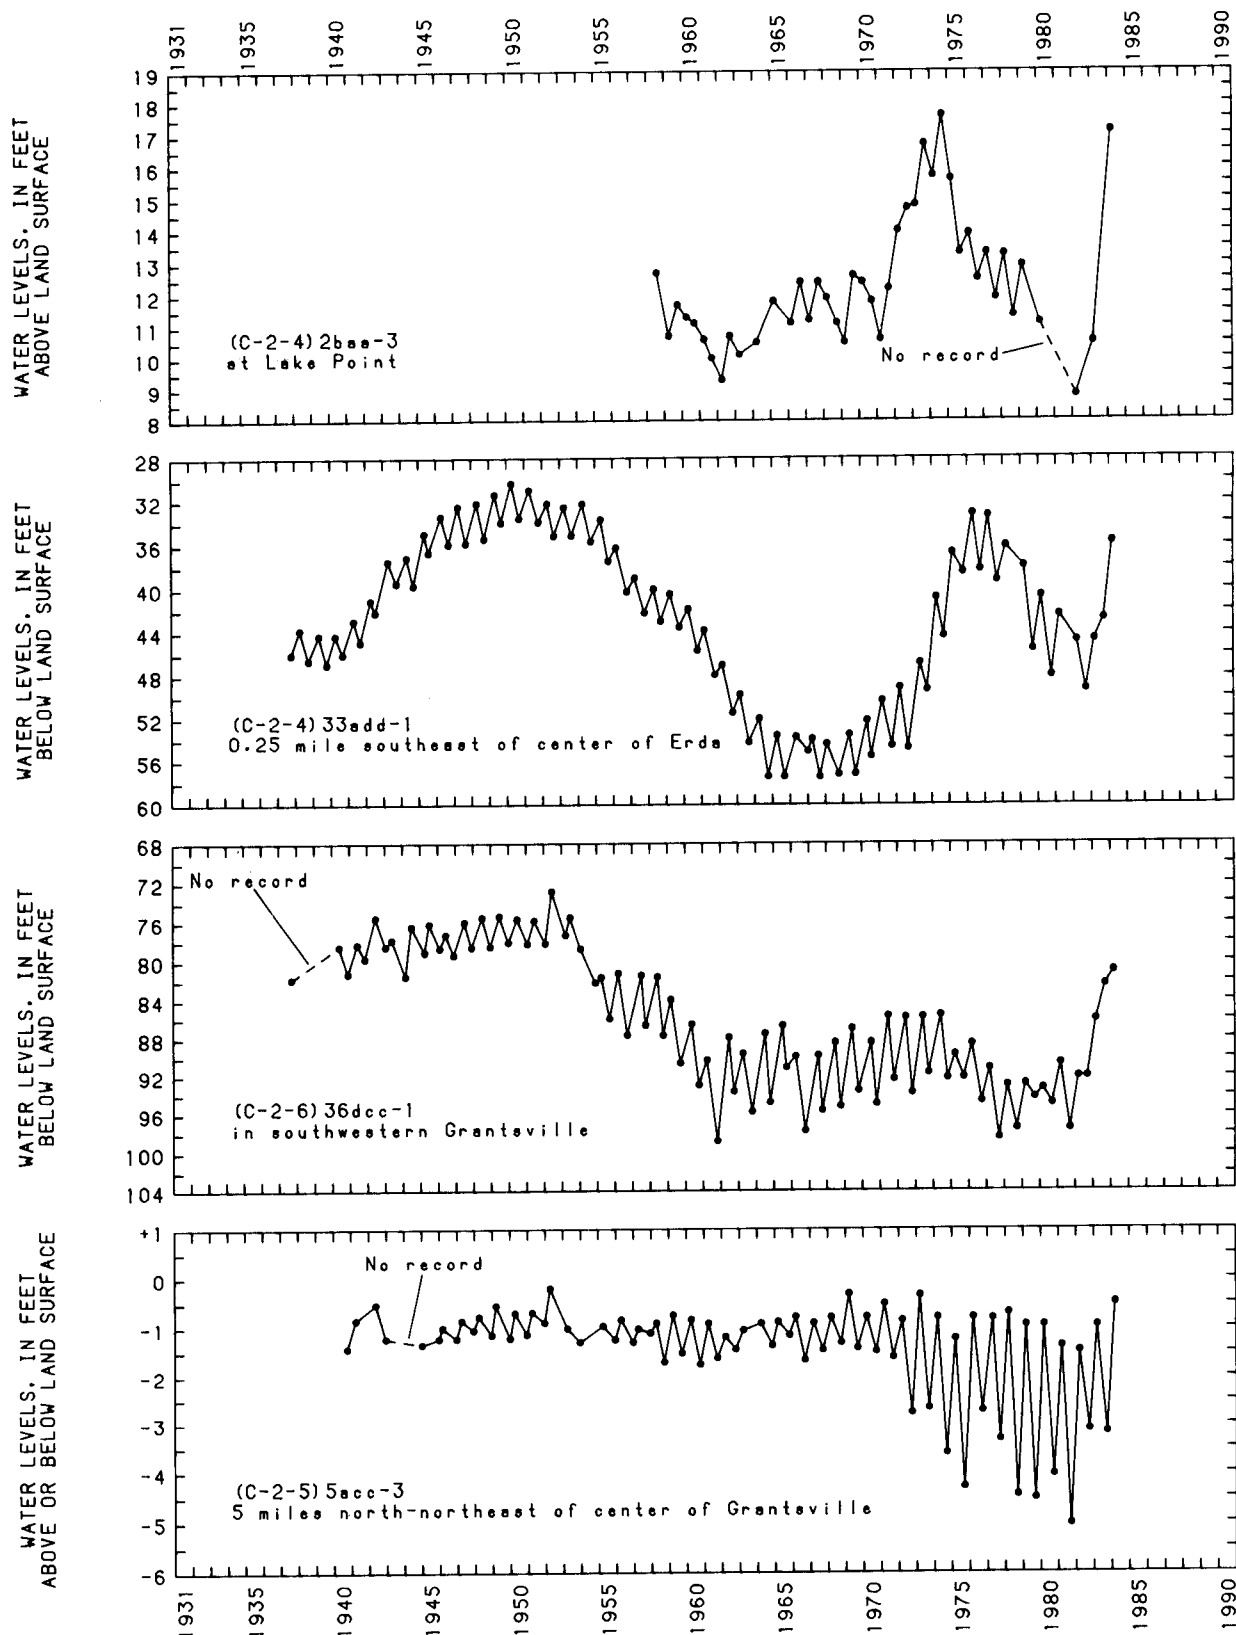 1931 1935 1940 1945 1950 1955 1960 1965 1970 1975 1980 1985 1990
WATER LEVELS, IN FEET
ABOVE LAND SURFACE
19
18
17
16
15
14
13
12
11
10
9
8
(C-2-4)2baa-3
at Lake Point
No record
WATER LEVELS, IN FEET
BELOW LAND SURFACE
28
32
36
40
44
48
52
56
60
(C-2-4)33add-1
0.25 mile southeast of center of Erda
WATER LEVELS, IN FEET
BELOW LAND SURFACE
68
72
76
80
84
88
92
96
100
104
No record
(C-2-6)36dcc-1
in southwestern Grantsville
WATER LEVELS, IN FEET
ABOVE OR BELOW LAND SURFACE
+1
0
-1
-2
-3
-4
-5
-6
No record
(C-2-5)5acc-3
5 miles north-northeast of center of Grantsville
1931 1935 1940 1945 1950 1955 1960 1965 1970 1975 1980 1985 1990